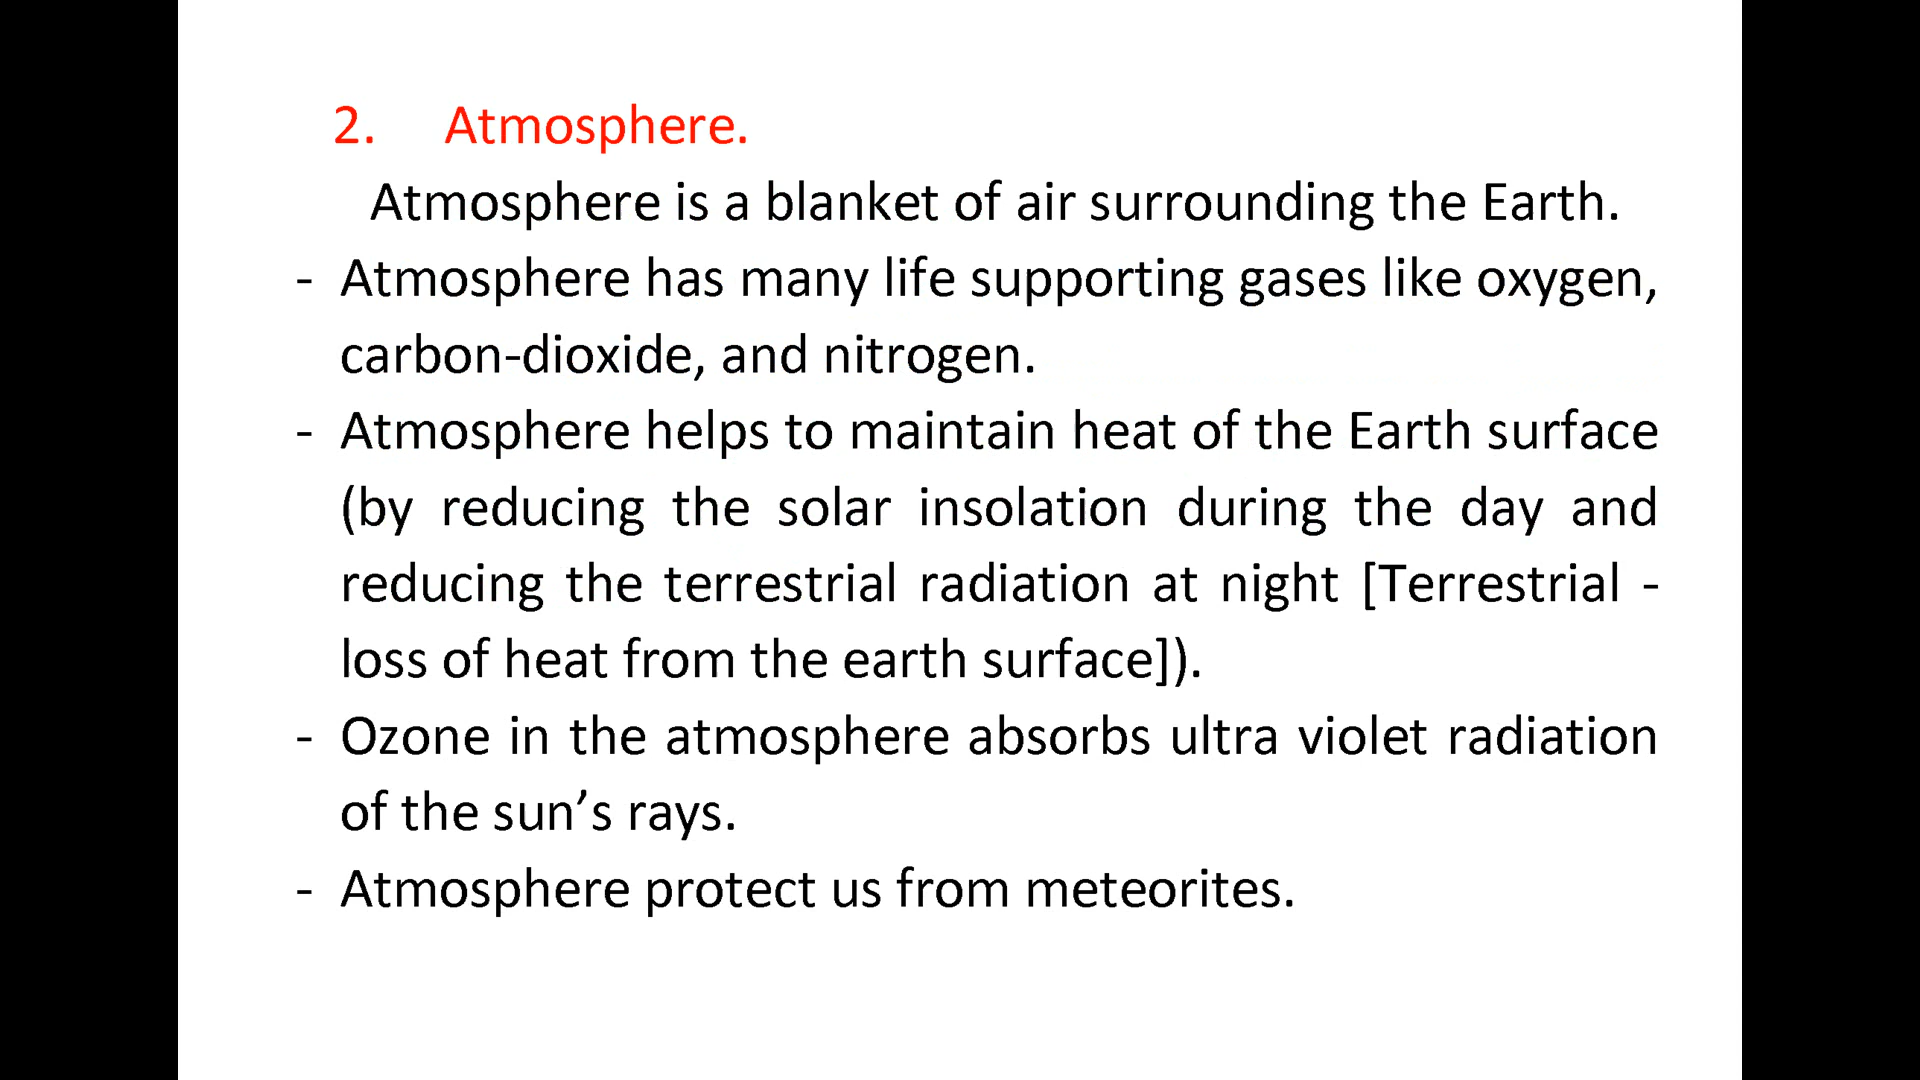 2. Atmosphere.
Atmosphere is a blanket of air surrounding the Earth.
- Atmosphere has many life supporting gases like oxygen,
carbon-dioxide, and nitrogen.
- Atmosphere helps to maintain heat of the Earth surface
(by reducing the solar insolation during the day and
reducing the terrestrial radiation at night [Terrestrial -
loss of heat from the earth surface]).
- Ozone in the atmosphere absorbs ultra violet radiation
of the sun’s rays.
- Atmosphere protect us from meteorites.